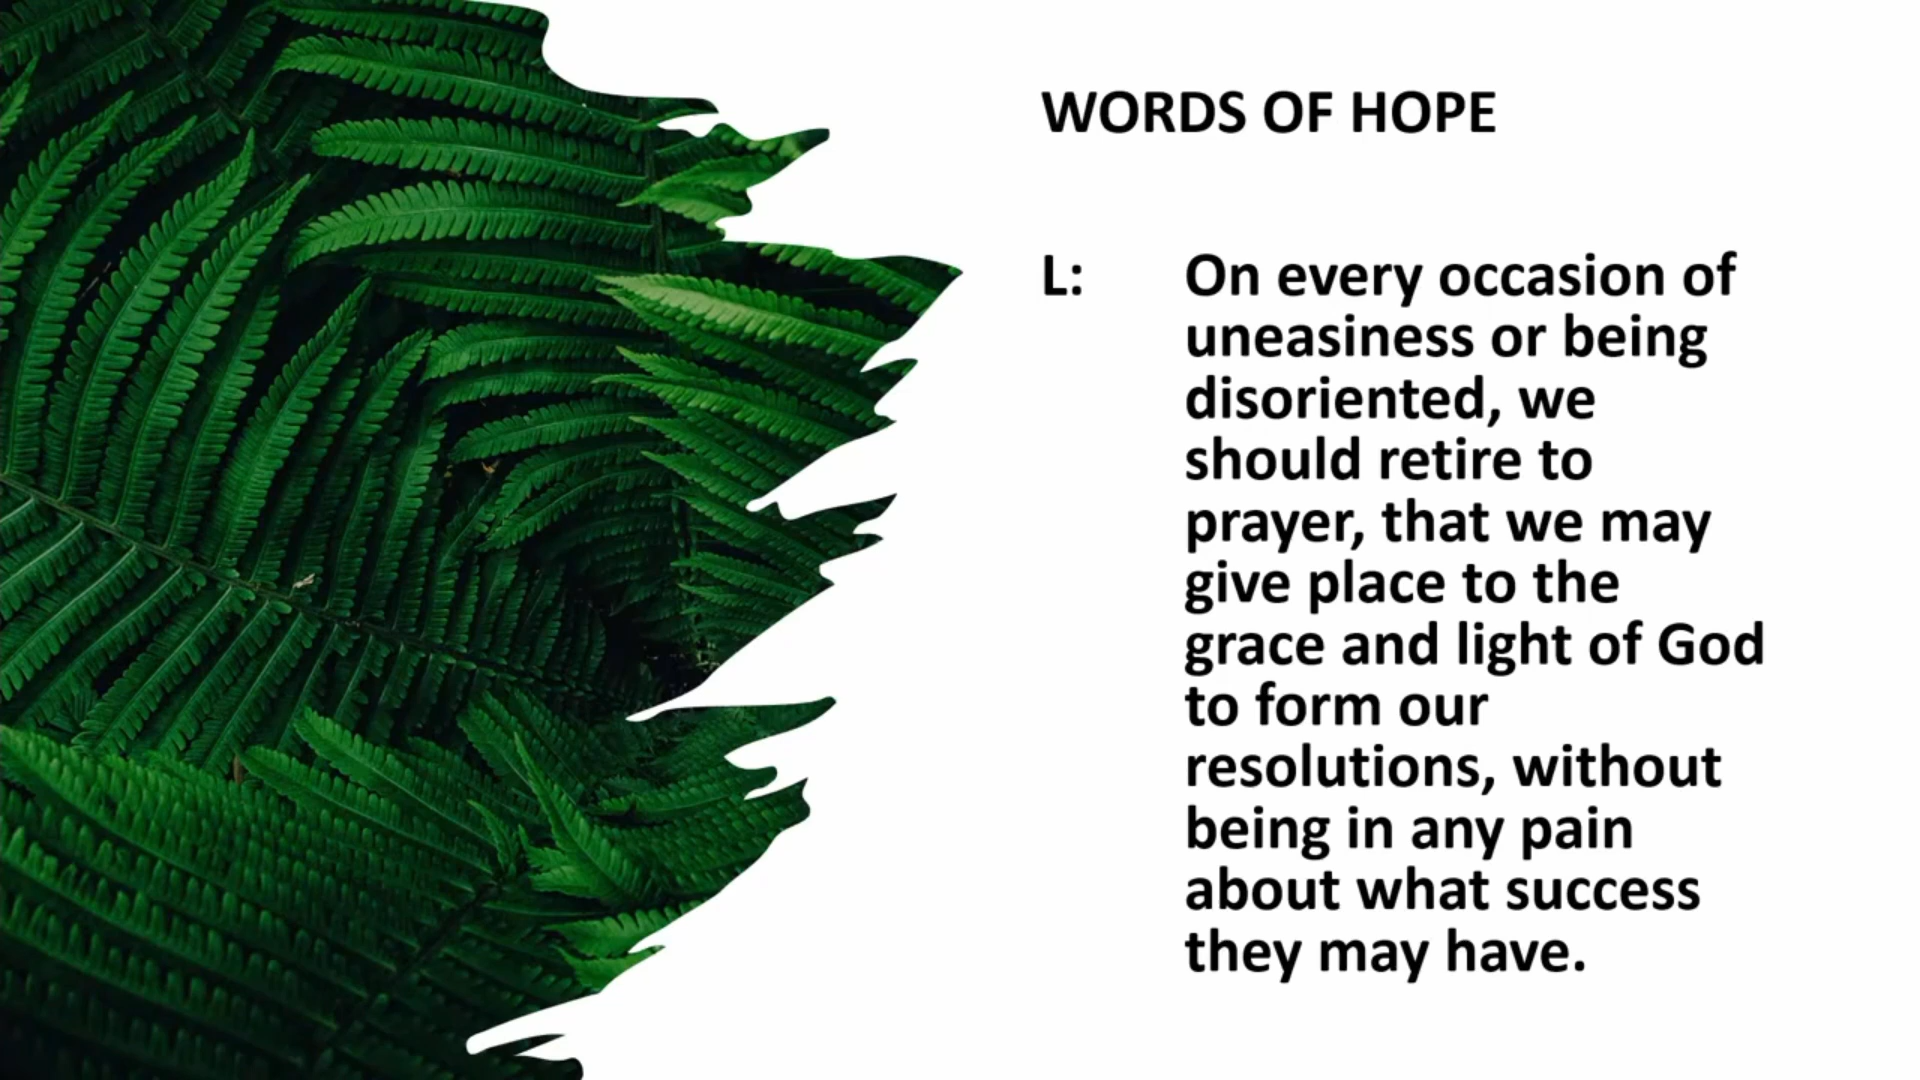 WORDS OF HOPE
L: On every occasion of
uneasiness or being
disoriented, we
should retire to
prayer, that we may
give place to the
grace and light of God
to form our
resolutions, without
being in any pain
about what success
they may have.